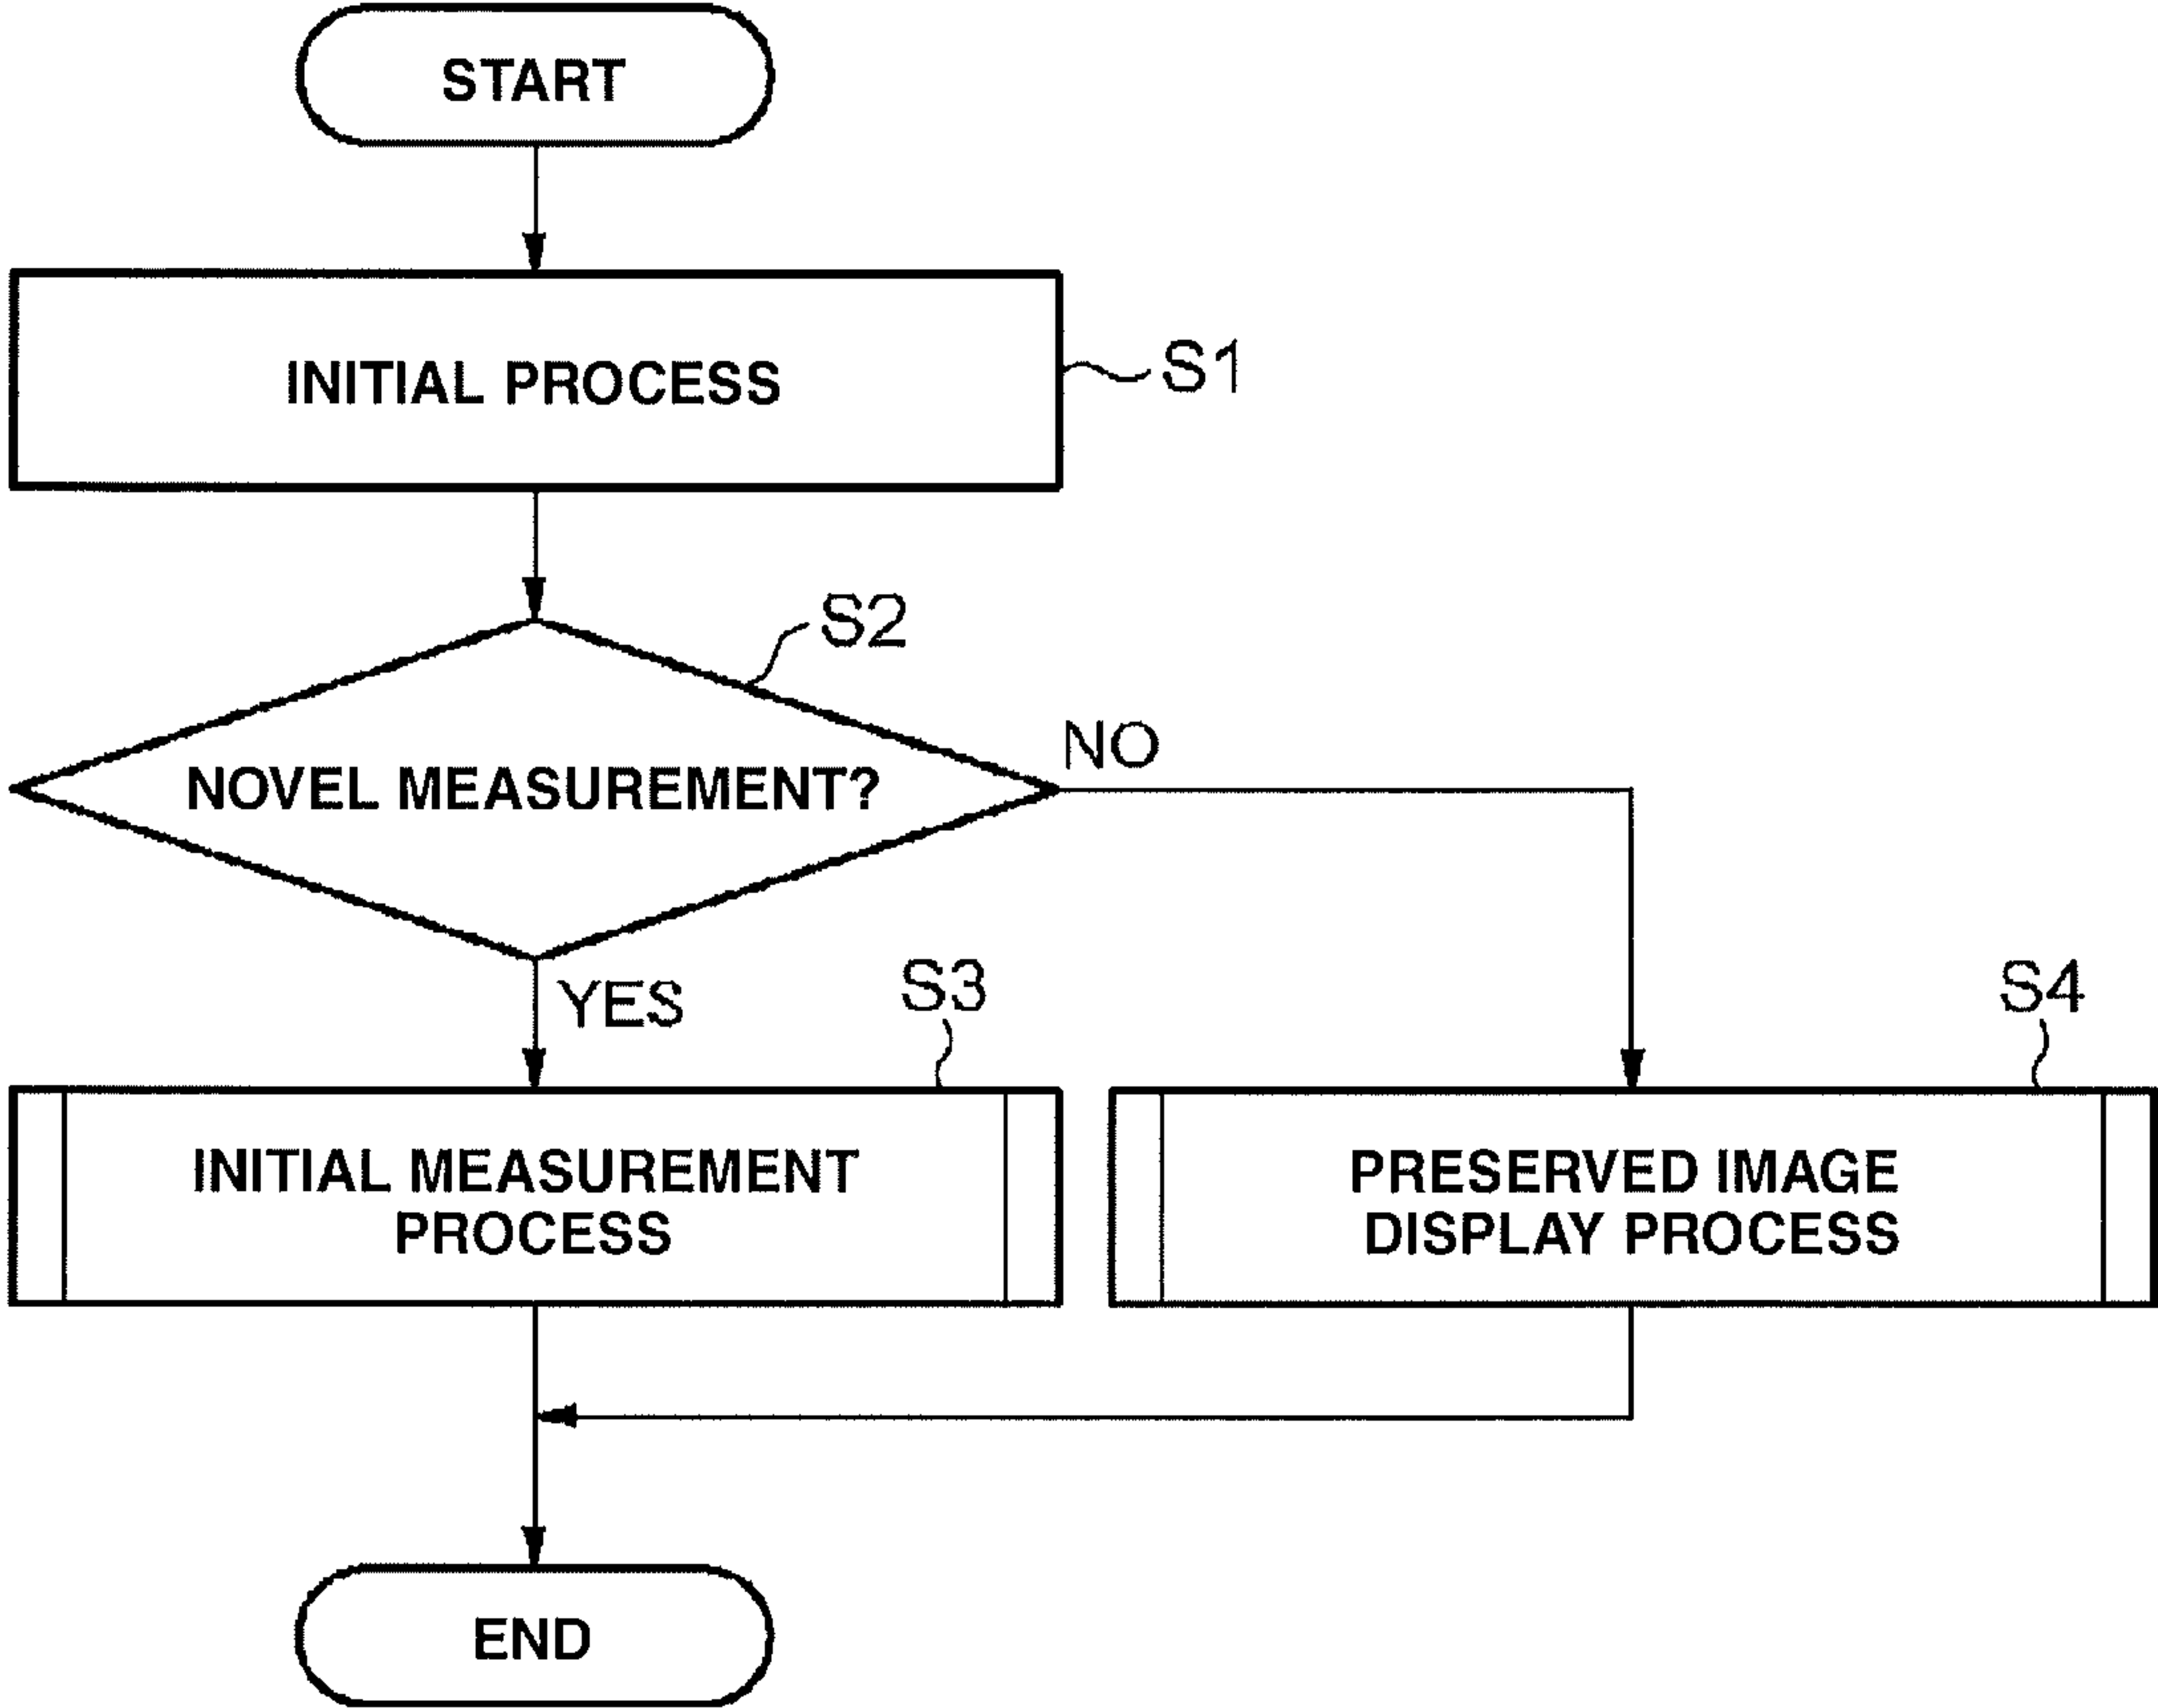 START
INITIAL PROCESS
S1
S2
NOVEL MEASUREMENT?
NO
YES
S3
S4
INITIAL MEASUREMENT
PROCESS
PRESERVED IMAGE
DISPLAY PROCESS
END